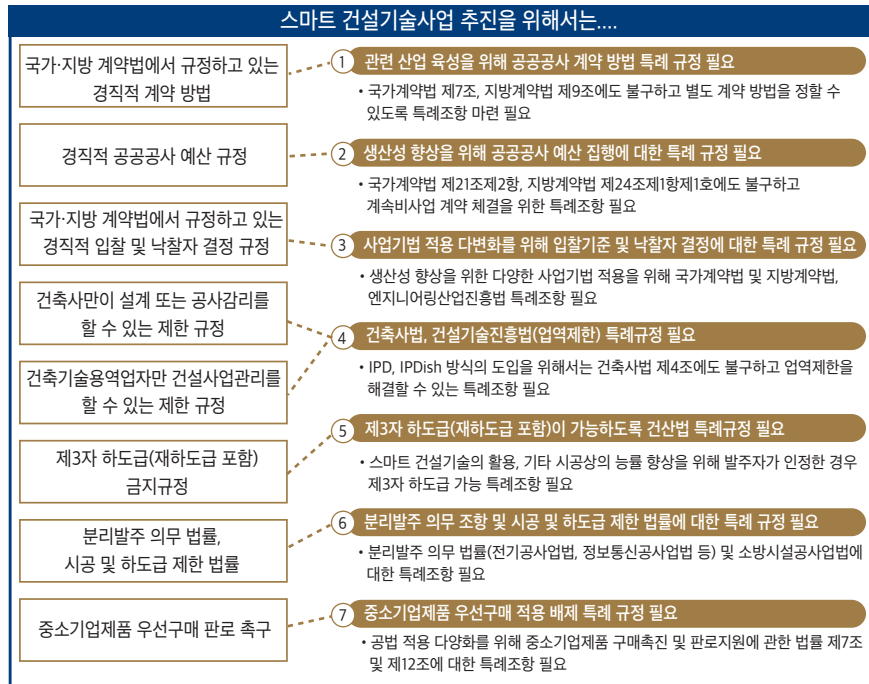 스마트 건설기술사업 추진을 위해서는....
국가·지방 계약법에서 규정하고 있는
경직적 계약 방법
① 관련 산업 육성을 위해 공공공사 계약 방법 특례 규정 필요
• 국가계약법 제7조, 지방계약법 제9조에도 불구하고 별도 계약 방법을 정할 수
있도록 특례조항 마련 필요
경직적 공공공사 예산 규정
② 생산성 향상을 위해 공공공사 예산 집행에 대한 특례 규정 필요
• 국가계약법 제21조제2항, 지방계약법 제24조제1항제1호에도 불구하고
계속비사업 계약 체결을 위한 특례조항 필요
국가·지방 계약법에서 규정하고 있는
경직적 입찰 및 낙찰자 결정 규정
③ 사업기법 적용 다변화를 위해 입찰기준 및 낙찰자 결정에 대한 특례 규정 필요
• 생산성 향상을 위한 다양한 사업기법 적용을 위해 국가계약법 및 지방계약법,
엔지니어링산업진흥법 특례조항 필요
건축사만이 설계 또는 공사감리를
할 수 있는 제한 규정
건축기술용역업자만 건설사업관리를
할 수 있는 제한 규정
④ 건축사법, 건설기술진흥법(업역제한) 특례규정 필요
• IPD, IPDish 방식의 도입을 위해서는 건축사법 제4조에도 불구하고 업역제한을
해결할 수 있는 특례조항 필요
제3자 하도급(재하도급 포함)
금지규정
⑤ 제3자 하도급(재하도급 포함)이 가능하도록 건산법 특례규정 필요
• 스마트 건설기술의 활용, 기타 시공상의 능률 향상을 위해 발주자가 인정한 경우
제3자 하도급 가능 특례조항 필요
분리발주 의무 법률,
시공 및 하도급 제한 법률
⑥ 분리발주 의무 조항 및 시공 및 하도급 제한 법률에 대한 특례 규정 필요
• 분리발주 의무 법률(전기공사업법, 정보통신공사업법 등) 및 소방시설공사업법에
대한 특례조항 필요
중소기업제품 우선구매 판로 촉구
⑦ 중소기업제품 우선구매 적용 배제 특례 규정 필요
• 공법 적용 다양화를 위해 중소기업제품 구매촉진 및 판로지원에 관한 법률 제7조
및 제12조에 대한 특례조항 필요